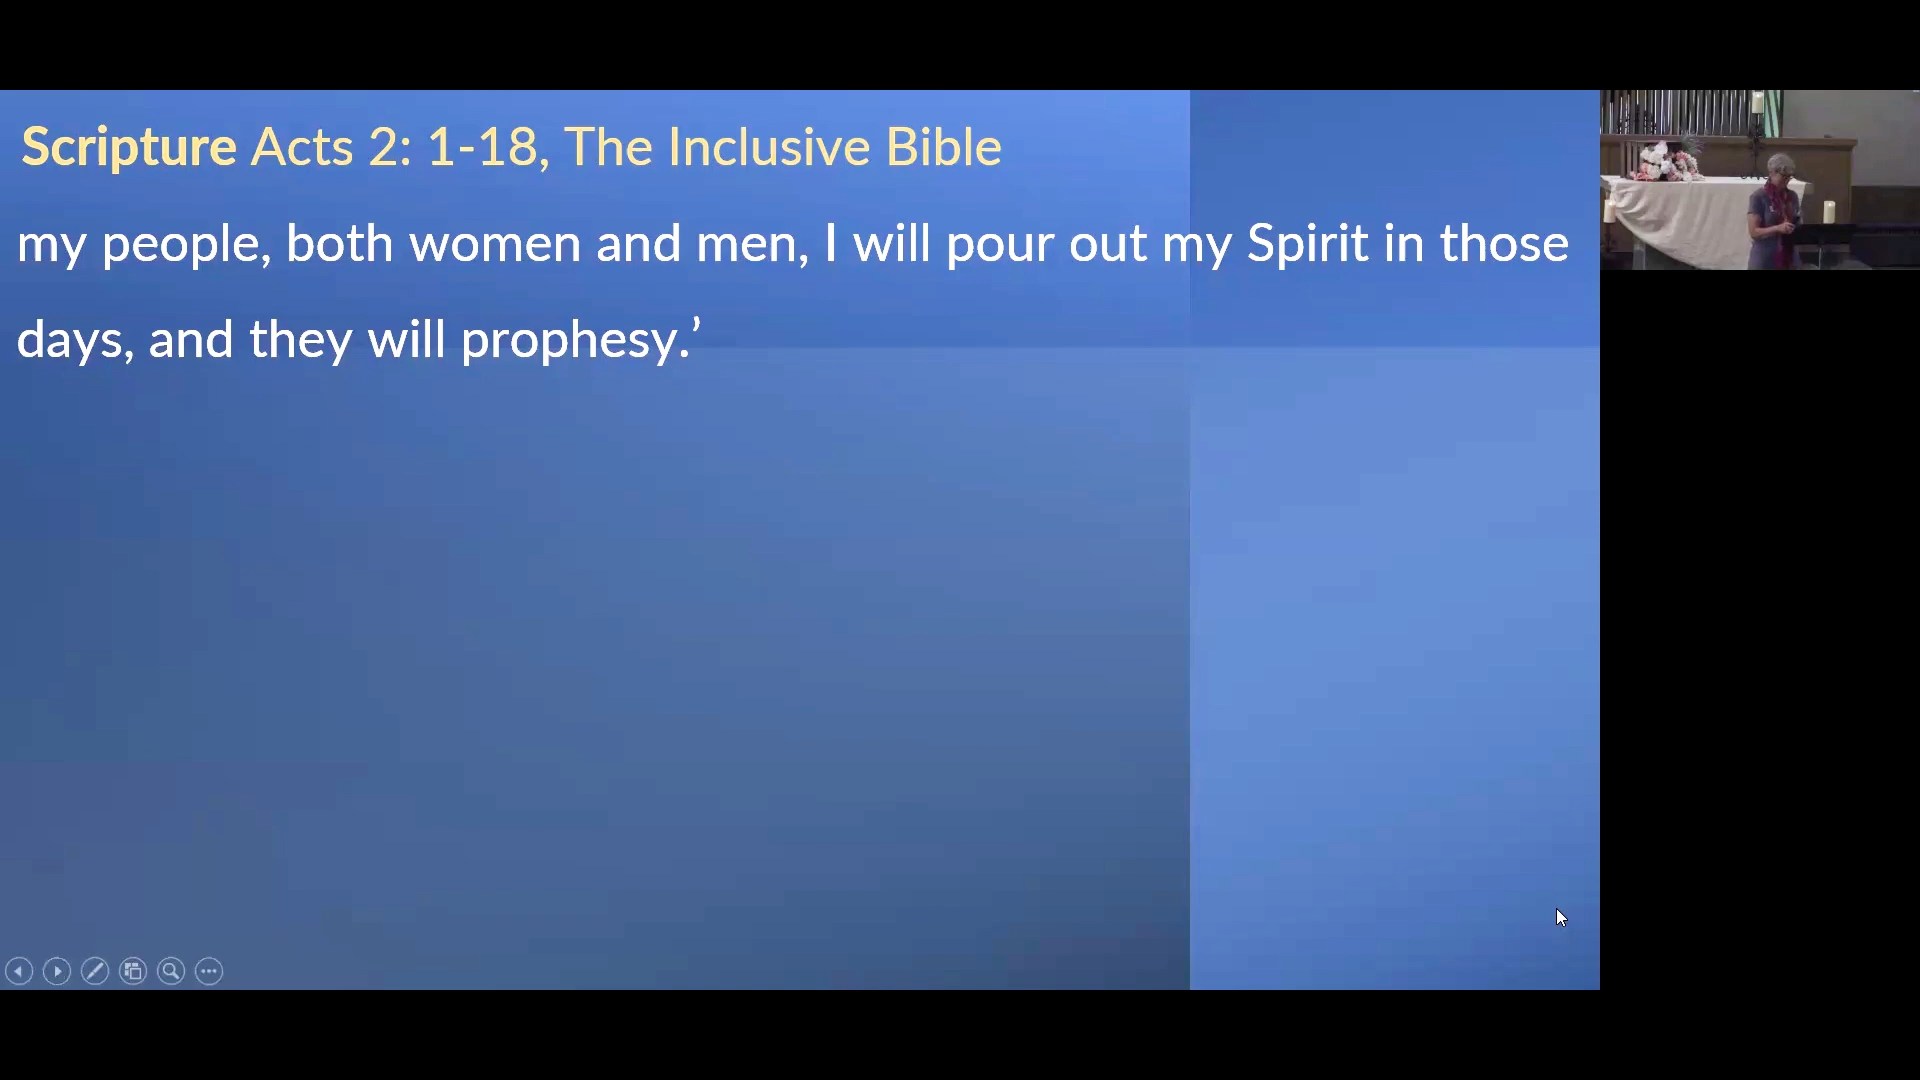 Scripture Acts 2: 1-18, The Inclusive Bible
my people, both women and men, I will pour out my Spirit in those
days, and they will prophesy.’